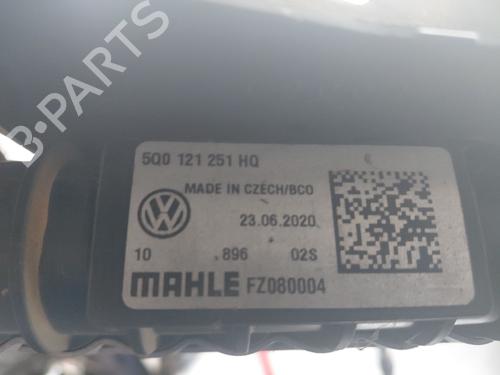 5Q0 121 251 HQ
MADE IN CZECH/BCO
23.06.2020
10 896 02S
MAHLE FZ080004
B-PARTS